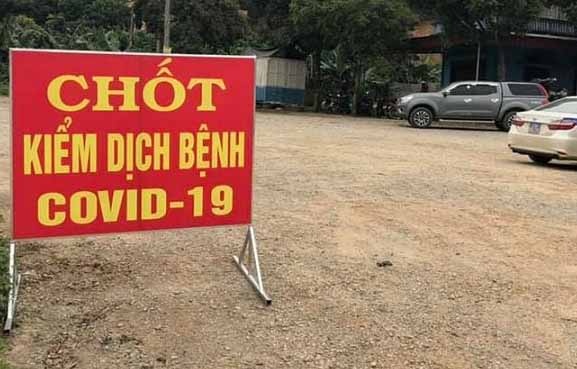 CHỐT
KIỂM DỊCH BỆNH
COVID-19